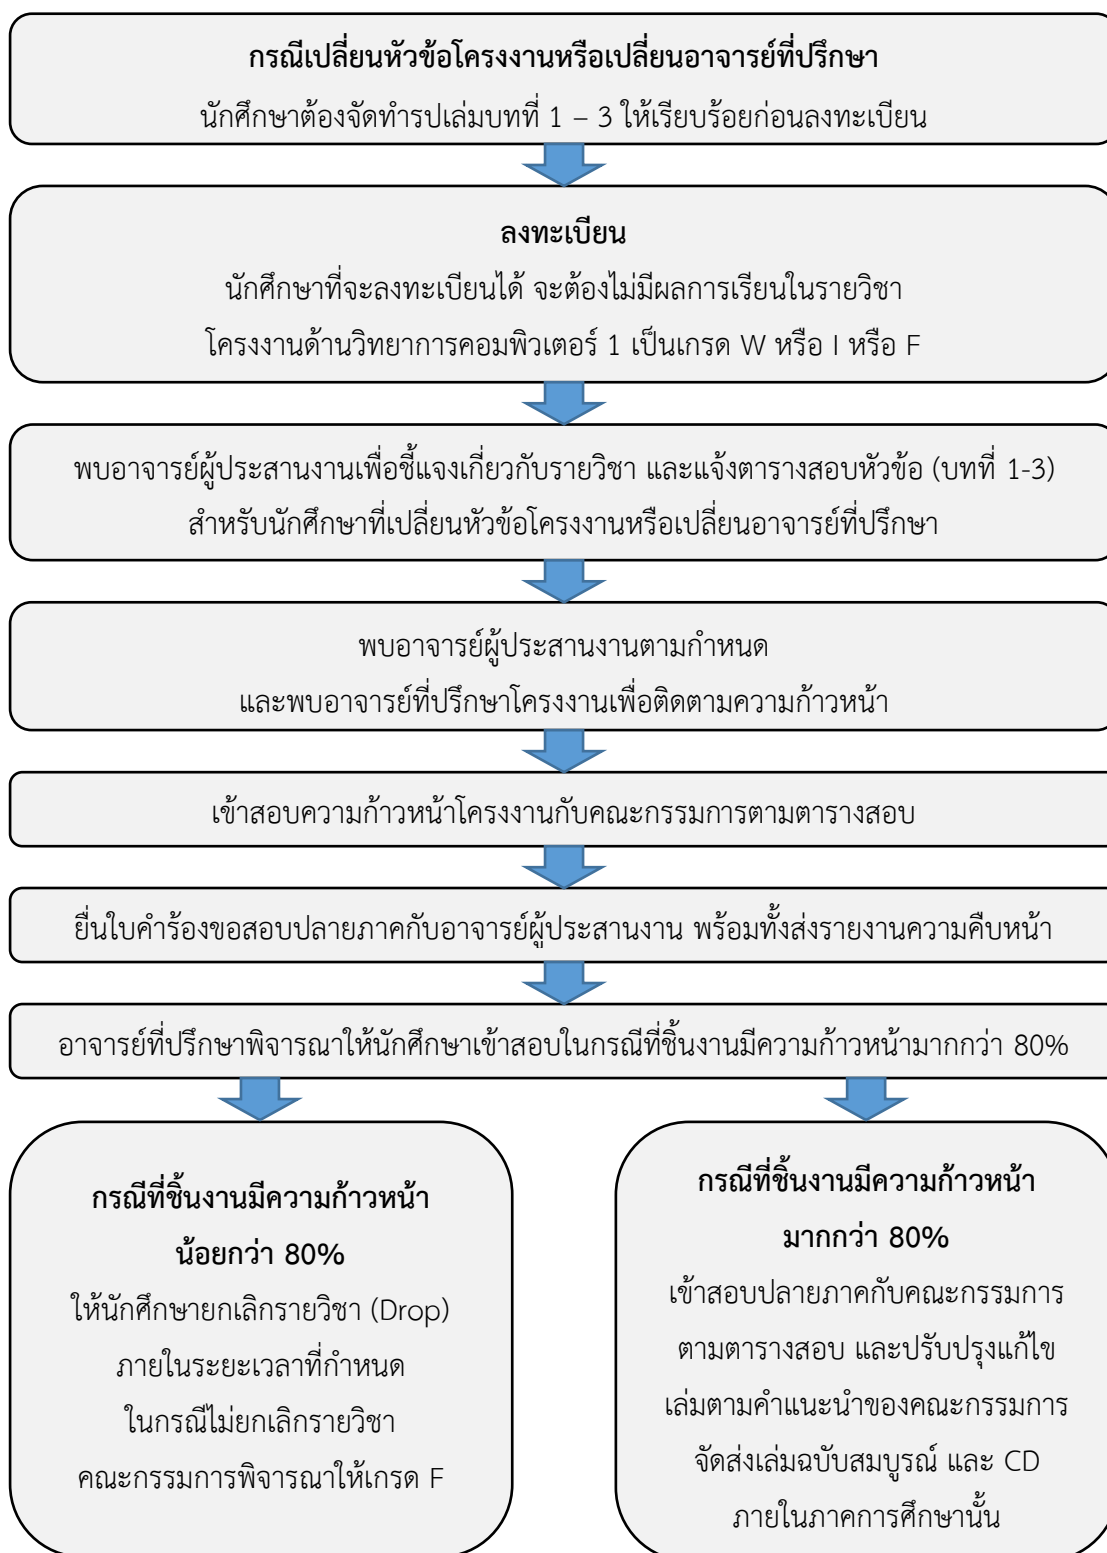 กรณีเปลี่ยนหัวข้อโครงงานหรือเปลี่ยนอาจารย์ที่ปรึกษา
นักศึกษาต้องจัดทำรปเล่มบทที่ 1 – 3 ให้เรียบร้อยก่อนลงทะเบียน
ลงทะเบียน
นักศึกษาที่จะลงทะเบียนได้ จะต้องไม่มีผลการเรียนในรายวิชา
โครงงานด้านวิทยาการคอมพิวเตอร์ 1 เป็นเกรด W หรือ I หรือ F
พบอาจารย์ผู้ประสานงานเพื่อชี้แจงเกี่ยวกับรายวิชา และแจ้งตารางสอบหัวข้อ (บทที่ 1-3)
สำหรับนักศึกษาที่เปลี่ยนหัวข้อโครงงานหรือเปลี่ยนอาจารย์ที่ปรึกษา
พบอาจารย์ผู้ประสานงานตามกำหนด
และพบอาจารย์ที่ปรึกษาโครงงานเพื่อติดตามความก้าวหน้า
เข้าสอบความก้าวหน้าโครงงานกับคณะกรรมการตามตารางสอบ
ยื่นใบคำร้องขอสอบปลายภาคกับอาจารย์ผู้ประสานงาน พร้อมทั้งส่งรายงานความคืบหน้า
อาจารย์ที่ปรึกษาพิจารณาให้นักศึกษาเข้าสอบในกรณีที่ชิ้นงานมีความก้าวหน้ามากกว่า 80%
กรณีที่ชิ้นงานมีความก้าวหน้า
น้อยกว่า 80%
ให้นักศึกษายกเลิกรายวิชา (Drop)
ภายในระยะเวลาที่กำหนด
ในกรณีไม่ยกเลิกรายวิชา
คณะกรรมการพิจารณาให้เกรด F
กรณีที่ชิ้นงานมีความก้าวหน้า
มากกว่า 80%
เข้าสอบปลายภาคกับคณะกรรมการ
ตามตารางสอบ และปรับปรุงแก้ไข
เล่มตามคำแนะนำของคณะกรรมการ
จัดส่งเล่มฉบับสมบูรณ์ และ CD
ภายในภาคการศึกษานั้น